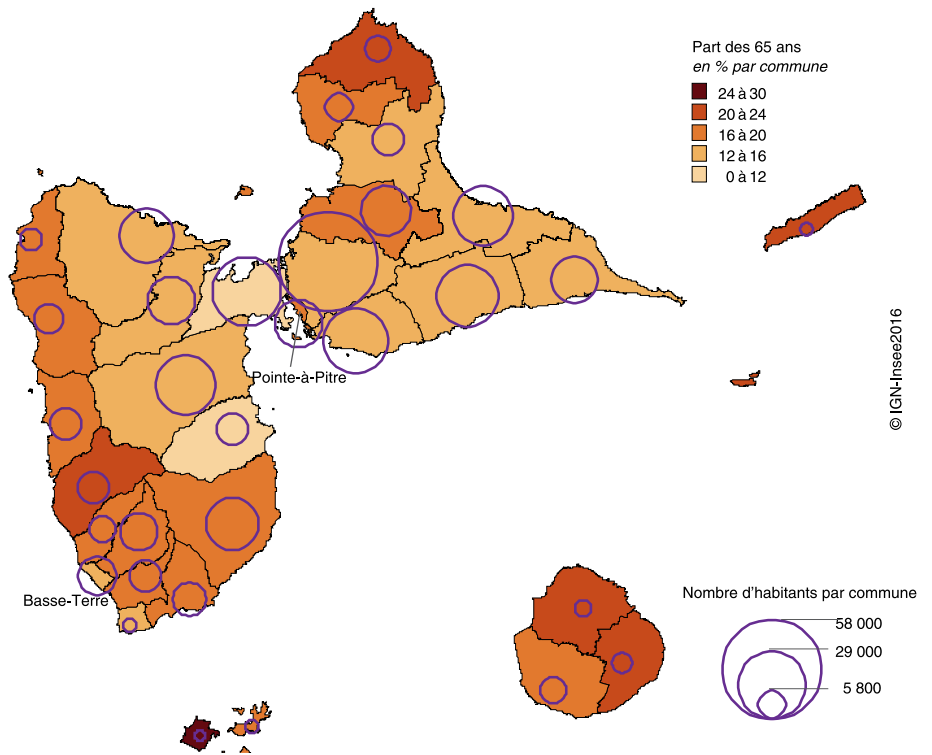 Part des 65 ans
en % par commune
24 à 30
20 à 24
16 à 20
12 à 16
0 à 12
Pointe-à-Pitre
© IGN-Insee2016
Basse-Terre
Nombre d'habitants par commune
58 000
29 000
5 800